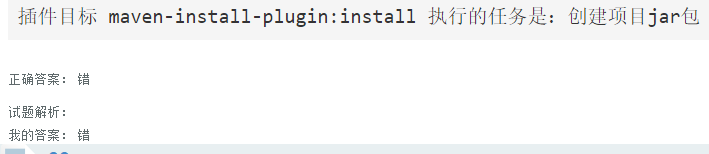 插件目标 maven-install-plugin:install 执行的任务是：创建项目jar包
正确答案: 错
试题解析:
我的答案: 错